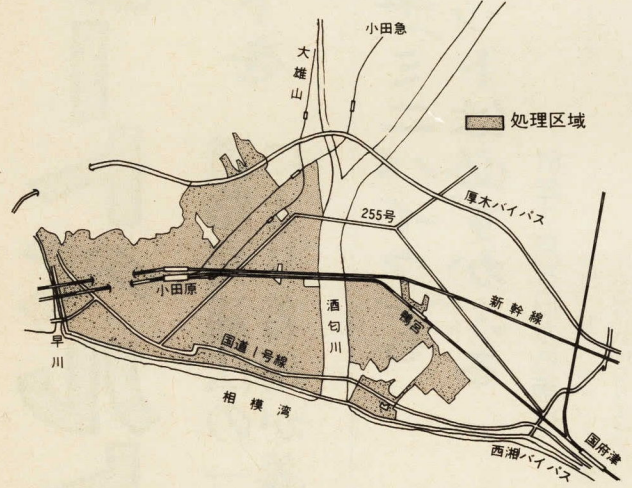 小田急
大雄山
処理区域
厚木バイパス
255号
新幹線
小田原
鴨宮
酒匂川
国道1号線
早川
相模湾
国府津
西湘バイパス